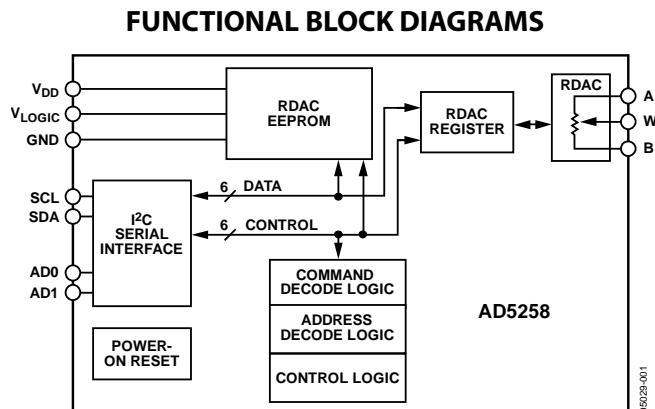 FUNCTIONAL BLOCK DIAGRAMS
VDD
VLOGIC
GND
SCL
SDA
AD0
AD1
RDAC
EEPROM
RDAC
REGISTER
RDAC
A
W
B
I2C
SERIAL
INTERFACE
6 DATA
6 CONTROL
COMMAND
DECODE LOGIC
ADDRESS
DECODE LOGIC
CONTROL LOGIC
POWER-
ON RESET
AD5258
05029-001